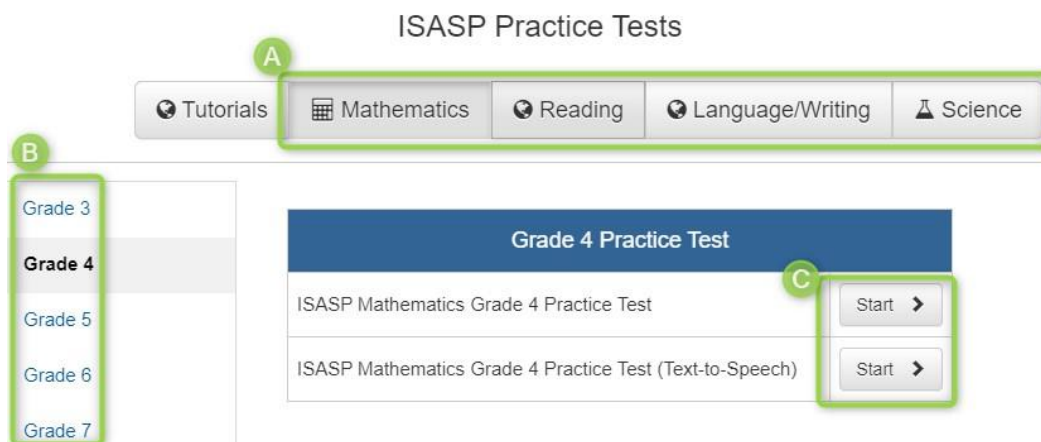 ISASP Practice Tests
A
Tutorials Mathematics Reading Language/Writing Science
B
Grade 3
Grade 4
Grade 5
Grade 6
Grade 7
Grade 4 Practice Test
C
ISASP Mathematics Grade 4 Practice Test Start
ISASP Mathematics Grade 4 Practice Test (Text-to-Speech) Start